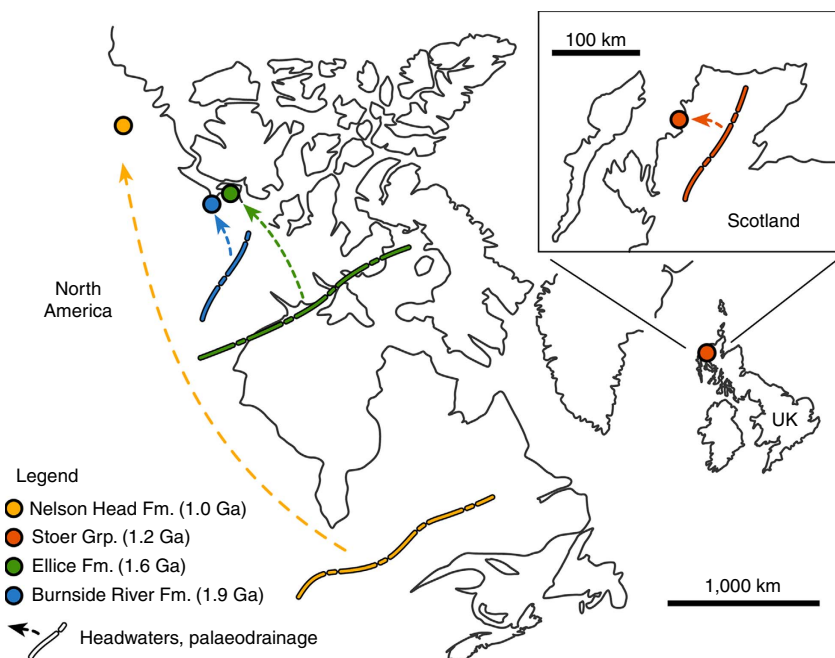 100 km
Scotland
North
America
UK
Legend
Nelson Head Fm. (1.0 Ga)
Stoer Grp. (1.2 Ga)
Ellice Fm. (1.6 Ga)
Burnside River Fm. (1.9 Ga)
Headwaters, palaeodrainage
1,000 km